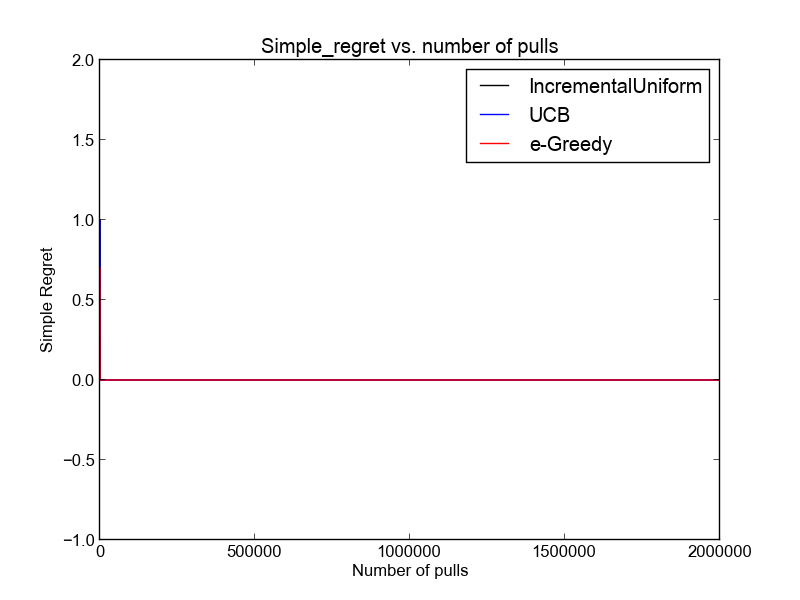 Simple_regret vs. number of pulls
IncrementalUniform
UCB
e-Greedy
2.0
1.5
1.0
0.5
0.0
−0.5
−1.0
Simple Regret
0 500000 1000000 1500000 2000000
Number of pulls